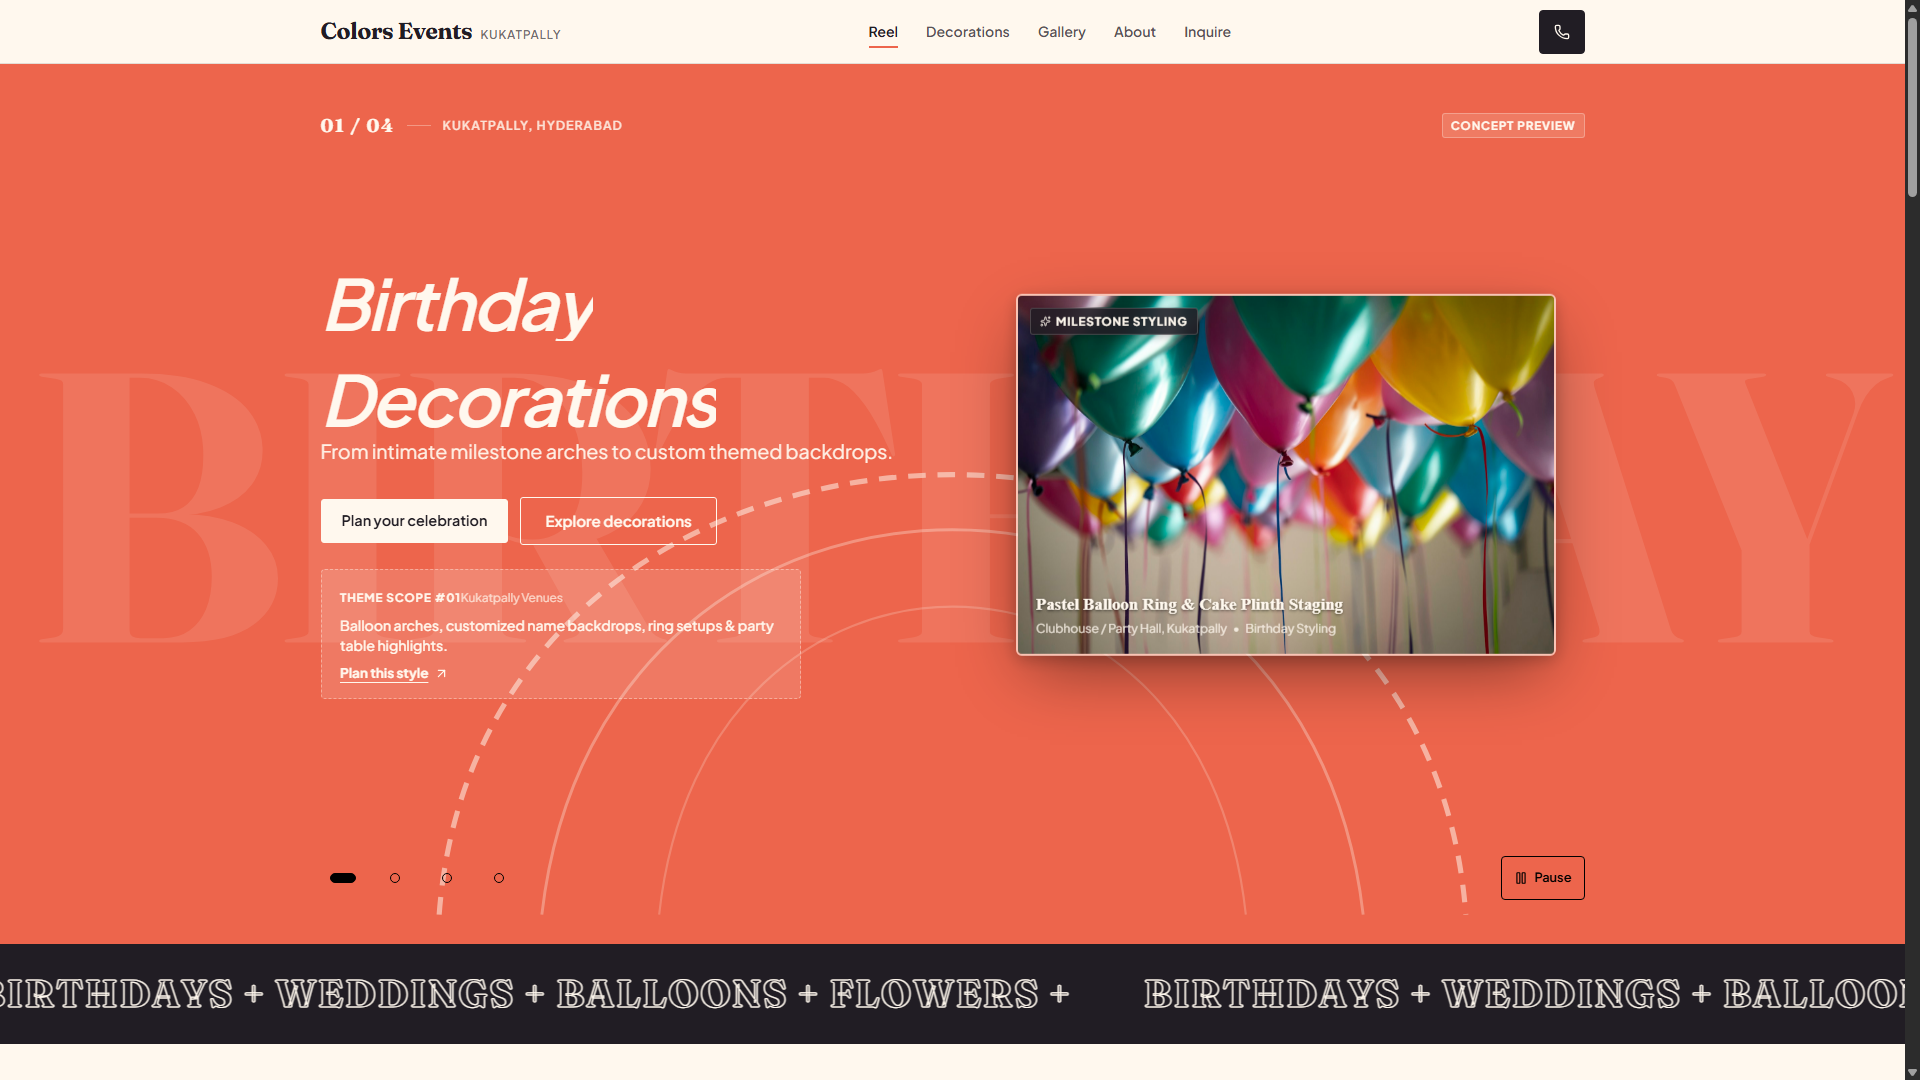 Colors Events KUKATPALLY
Reel Decorations Gallery About Inquire
01 / 04 KUKATPALLY, HYDERABAD
CONCEPT PREVIEW
BIRTHDAY
Birthday
Decorations
From intimate milestone arches to custom themed backdrops.
Plan your celebration Explore decorations
THEME SCOPE #01Kukatpally Venues
Balloon arches, customized name backdrops, ring setups & party
table highlights.
Plan this style
MILESTONE STYLING
Pastel Balloon Ring & Cake Plinth Staging
Clubhouse / Party Hall, Kukatpally • Birthday Styling
Pause
BIRTHDAYS + WEDDINGS + BALLOONS + FLOWERS + BIRTHDAYS + WEDDINGS + BALLOON